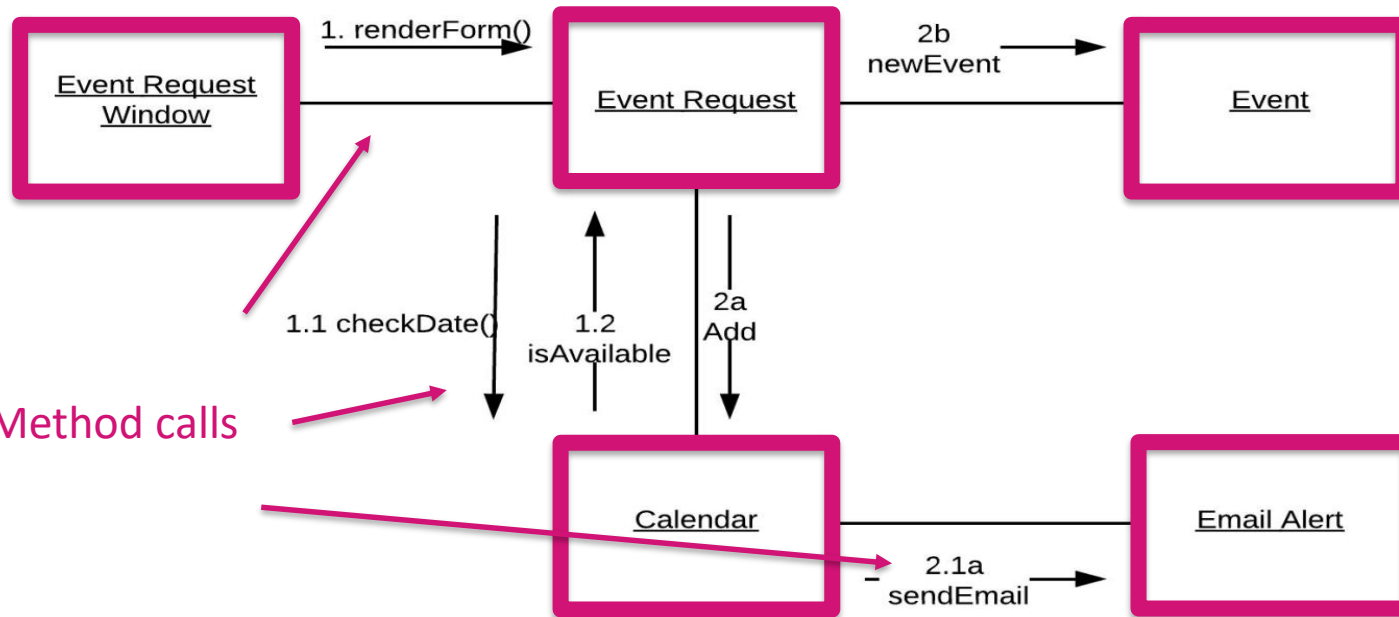 1. renderForm()
2b
newEvent
Event Request
Window
Event Request
Event
1.1 checkDate()
1.2
isAvailable
2a
Add
Method calls
Calendar
Email Alert
2.1a
sendEmail